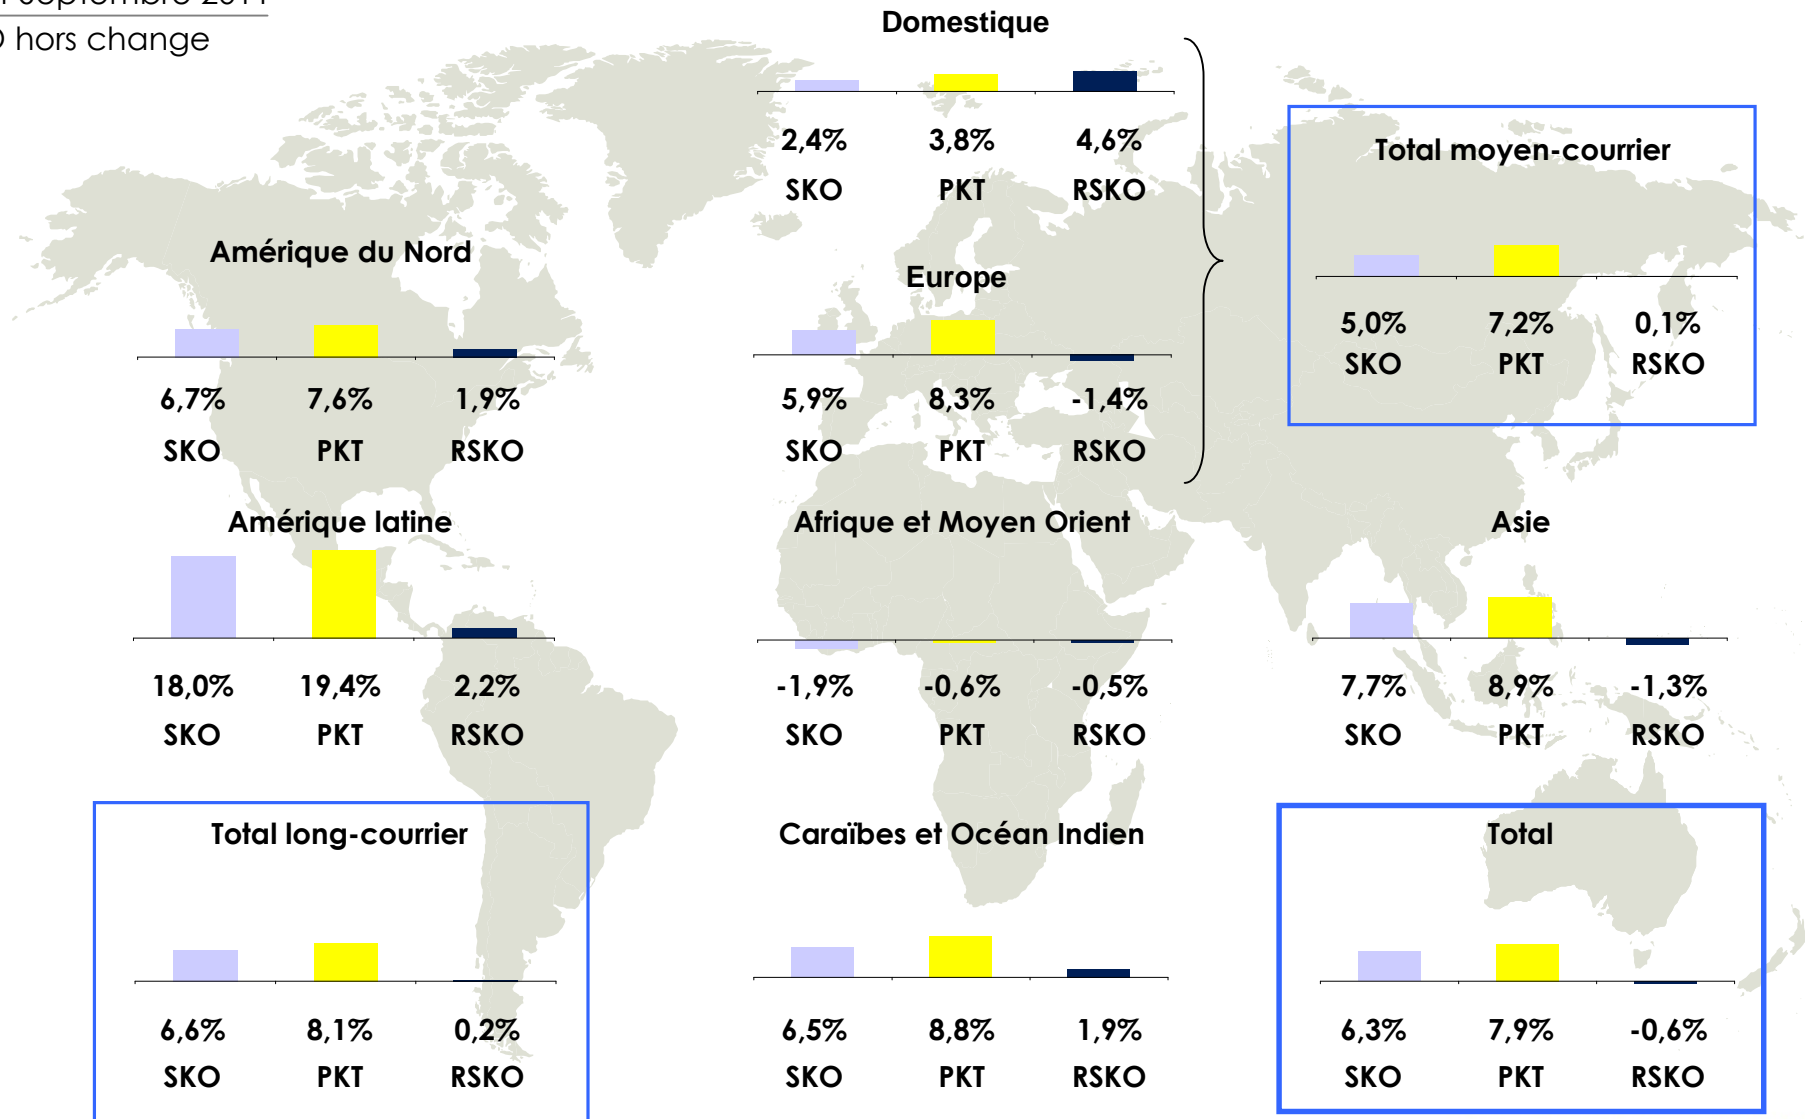 Septembre 2011
hors change
Domestique
2,4% 3,8% 4,6%
SKO PKT RSKO
Total moyen-courrier
5,0% 7,2% 0,1%
SKO PKT RSKO
Amérique du Nord
6,7% 7,6% 1,9%
SKO PKT RSKO
Europe
5,9% 8,3% -1,4%
SKO PKT RSKO
Amérique latine
18,0% 19,4% 2,2%
SKO PKT RSKO
Afrique et Moyen Orient
-1,9% -0,6% -0,5%
SKO PKT RSKO
Asie
7,7% 8,9% -1,3%
SKO PKT RSKO
Total long-courrier
6,6% 8,1% 0,2%
SKO PKT RSKO
Caraïbes et Océan Indien
6,5% 8,8% 1,9%
SKO PKT RSKO
Total
6,3% 7,9% -0,6%
SKO PKT RSKO